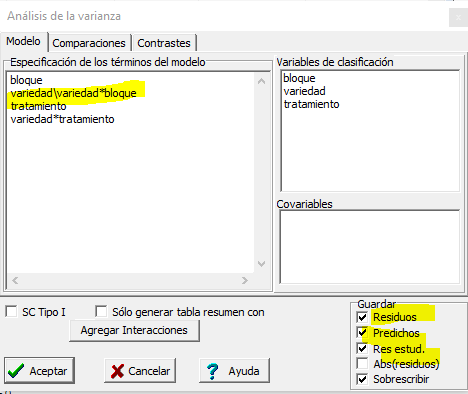 Análisis de la varianza
Modelo Comparaciones Contrastes
Especificación de los términos del modelo
bloque
variedad\variedad*bloque
tratamiento
variedad*tratamiento
Variables de clasificación
bloque
variedad
tratamiento
Covariables
SC Tipo I
Sólo generar tabla resumen con
Agregar Interacciones
Aceptar
Cancelar
? Ayuda
Guardar
Residuos
Predichos
Res estud.
Abs(residuos)
Sobrescribir